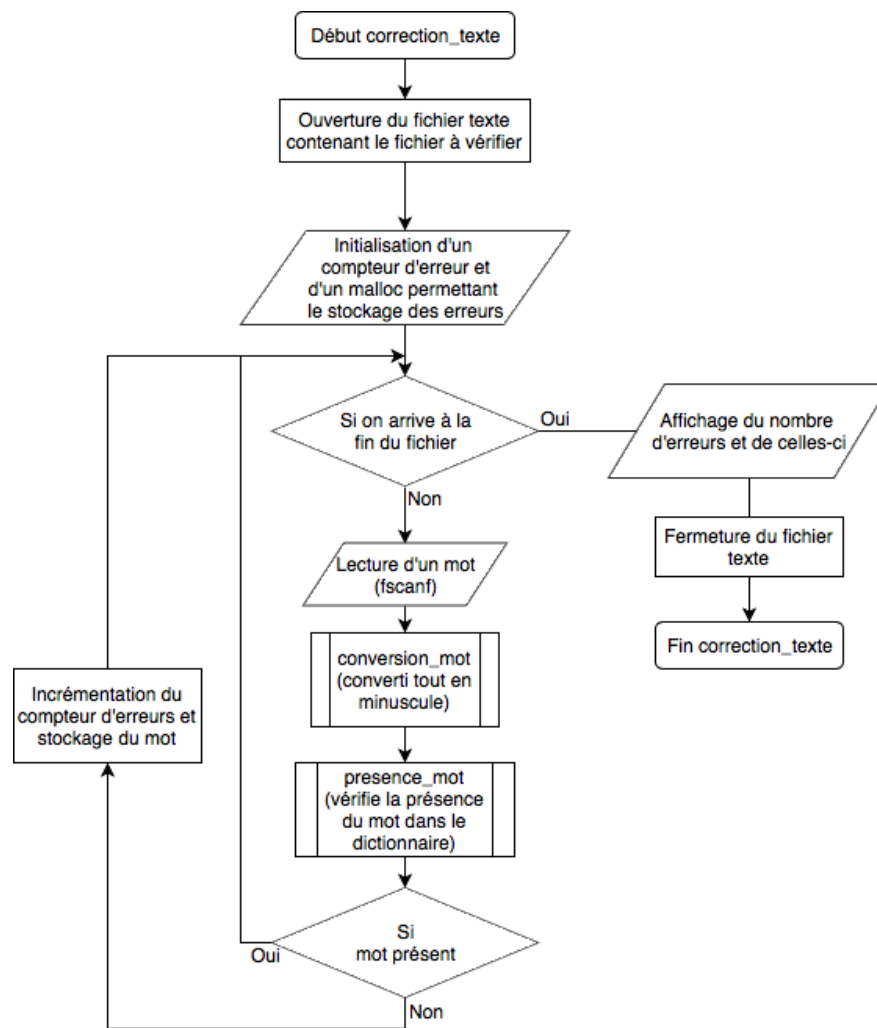 Début correction_texte
Ouverture du fichier texte
contenant le fichier à vérifier
Initialisation d'un
compteur d'erreur et
d'un malloc permettant
le stockage des erreurs
Si on arrive à la
fin du fichier
Oui
Affichage du nombre
d'erreurs et de celles-ci
Non
Fermeture du fichier
texte
Lecture d'un mot
(fscanf)
Fin correction_texte
conversion_mot
(converti tout en
minuscule)
Incrémentation du
compteur d'erreurs et
stockage du mot
presence_mot
(vérifie la présence
du mot dans le
dictionnaire)
Si
mot présent
Oui
Non